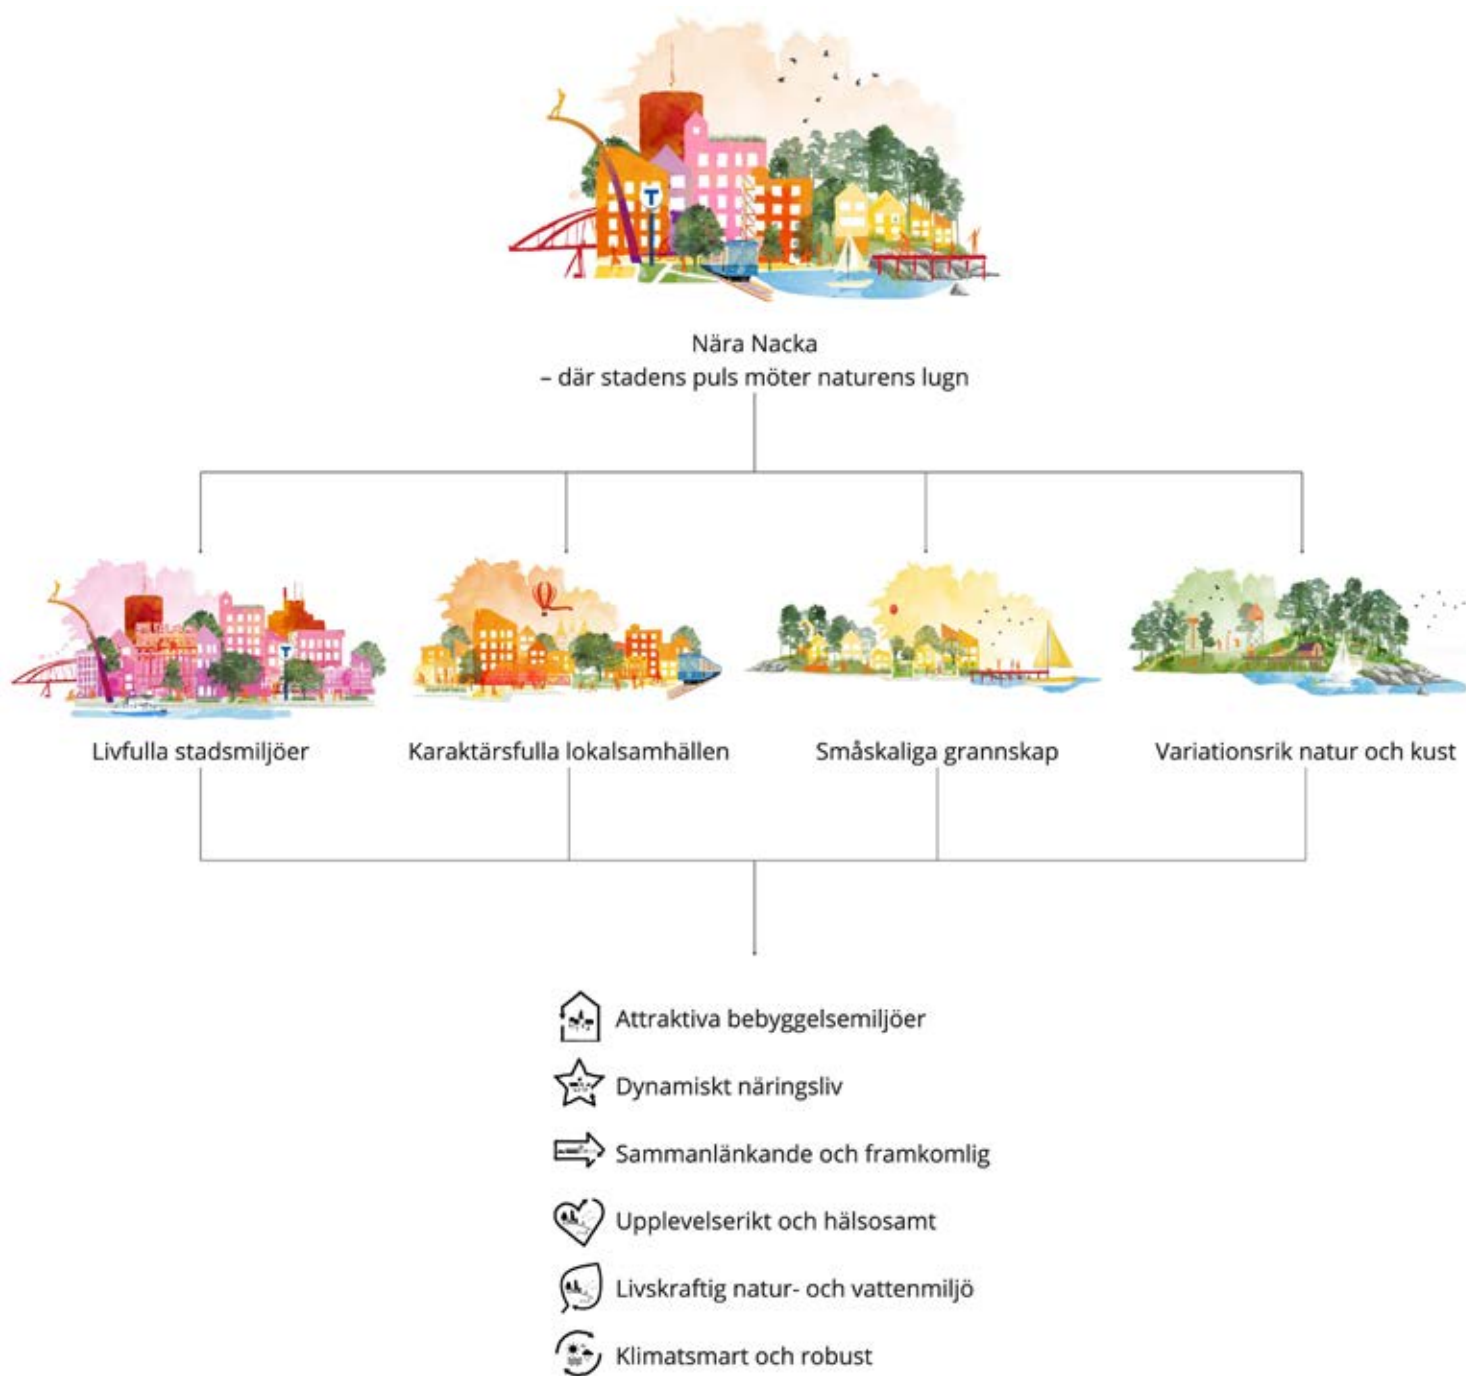 T
Nära Nacka
– där stadens puls möter naturens lugn
T
Livfulla stadsmiljöer
Karaktärsfulla lokalsamhällen
Småskaliga grannskap
Variationsrik natur och kust
Attraktiva bebyggelsemiljöer
Dynamiskt näringsliv
Sammanlänkande och framkomlig
Upplevelserikt och hälsosamt
Livskraftig natur- och vattenmiljö
Klimatsmart och robust